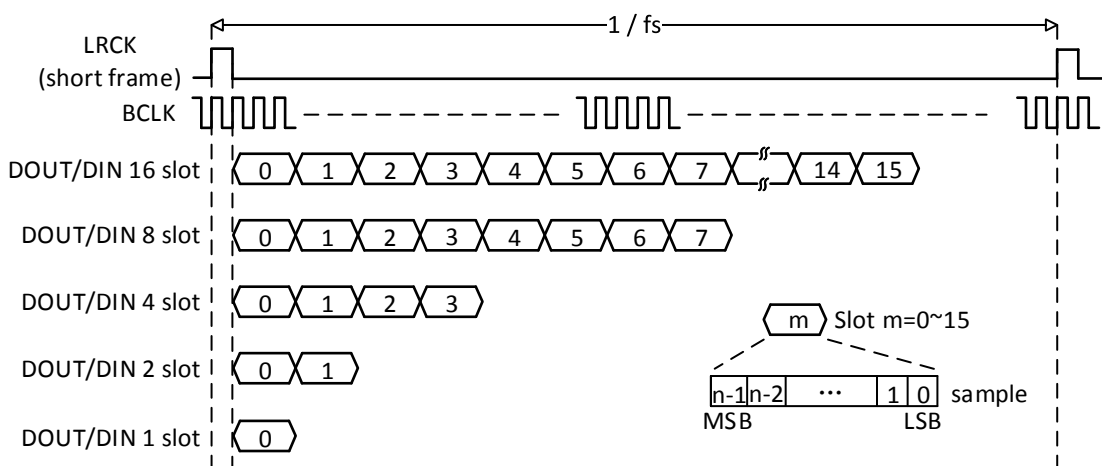 1 / fs
LRCK
(short frame)
BCLK
DOUT/DIN 16 slot 0 1 2 3 4 5 6 7 14 15
DOUT/DIN 8 slot 0 1 2 3 4 5 6 7
DOUT/DIN 4 slot 0 1 2 3
m Slot m=0~15
DOUT/DIN 2 slot 0 1
n-1 n-2 ... 1 0 sample
MSB LSB
DOUT/DIN 1 slot 0